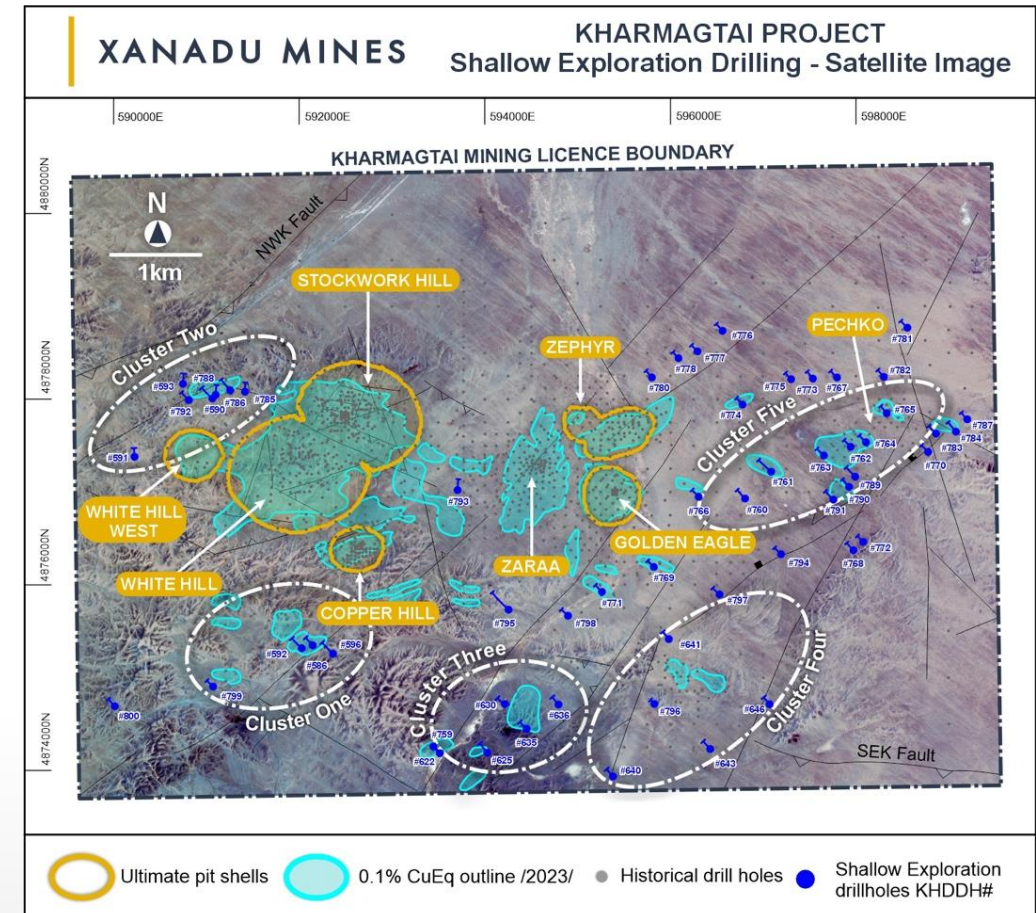 XANADU MINES
KHARMAGTAI PROJECT
Shallow Exploration Drilling - Satellite Image
590000E
592000E
594000E
596000E
598000E
KHARMAGTAI MINING LICENCE BOUNDARY
4880000N
4878000N
4876000N
4874000N
N
1km
NWK Fault
STOCKWORK HILL
ZEPHYR
PECHKO
Cluster Two
#593
#788
#792
#590
#786
#785
#591
WHITE HILL
WEST
WHITE HILL
COPPER HILL
ZARAA
GOLDEN EAGLE
#793
#776
#777
#778
#780
#781
#782
#775
#773
#767
#774
Cluster Five
#765
#787
#784
#783
#764
#762
#763
#770
#761
#789
#790
#791
#760
#766
#772
#768
#794
#769
#771
#797
#795
#798
#641
Cluster One
#592
#586
#596
#799
#800
Cluster Three
#630
#636
#635
#759
#622
#625
Cluster Four
#796
#646
#643
#640
SEK Fault
Ultimate pit shells
0.1% CuEq outline /2023/
Historical drill holes
Shallow Exploration
drillholes KHDDH#